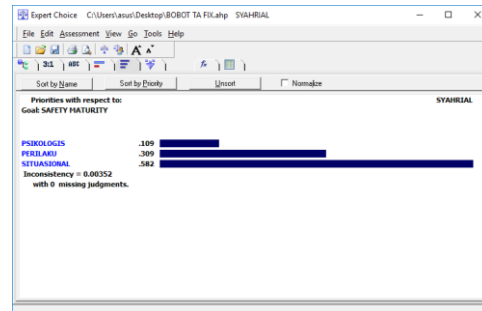 Expert Choice C:\Users\asus\Desktop\BOBOT TA FIX.ahp SYAHRIAL
File Edit Assessment View Go Tools Help
3:1 ABC
Sort by Name Sort by Priority Unsort Normalize
Priorities with respect to: SYAHRIAL
Goal: SAFETY MATURITY
PSIKOLOGIS .109
PERILAKU .309
SITUASIONAL .582
Inconsistency = 0.00352
with 0 missing judgments.